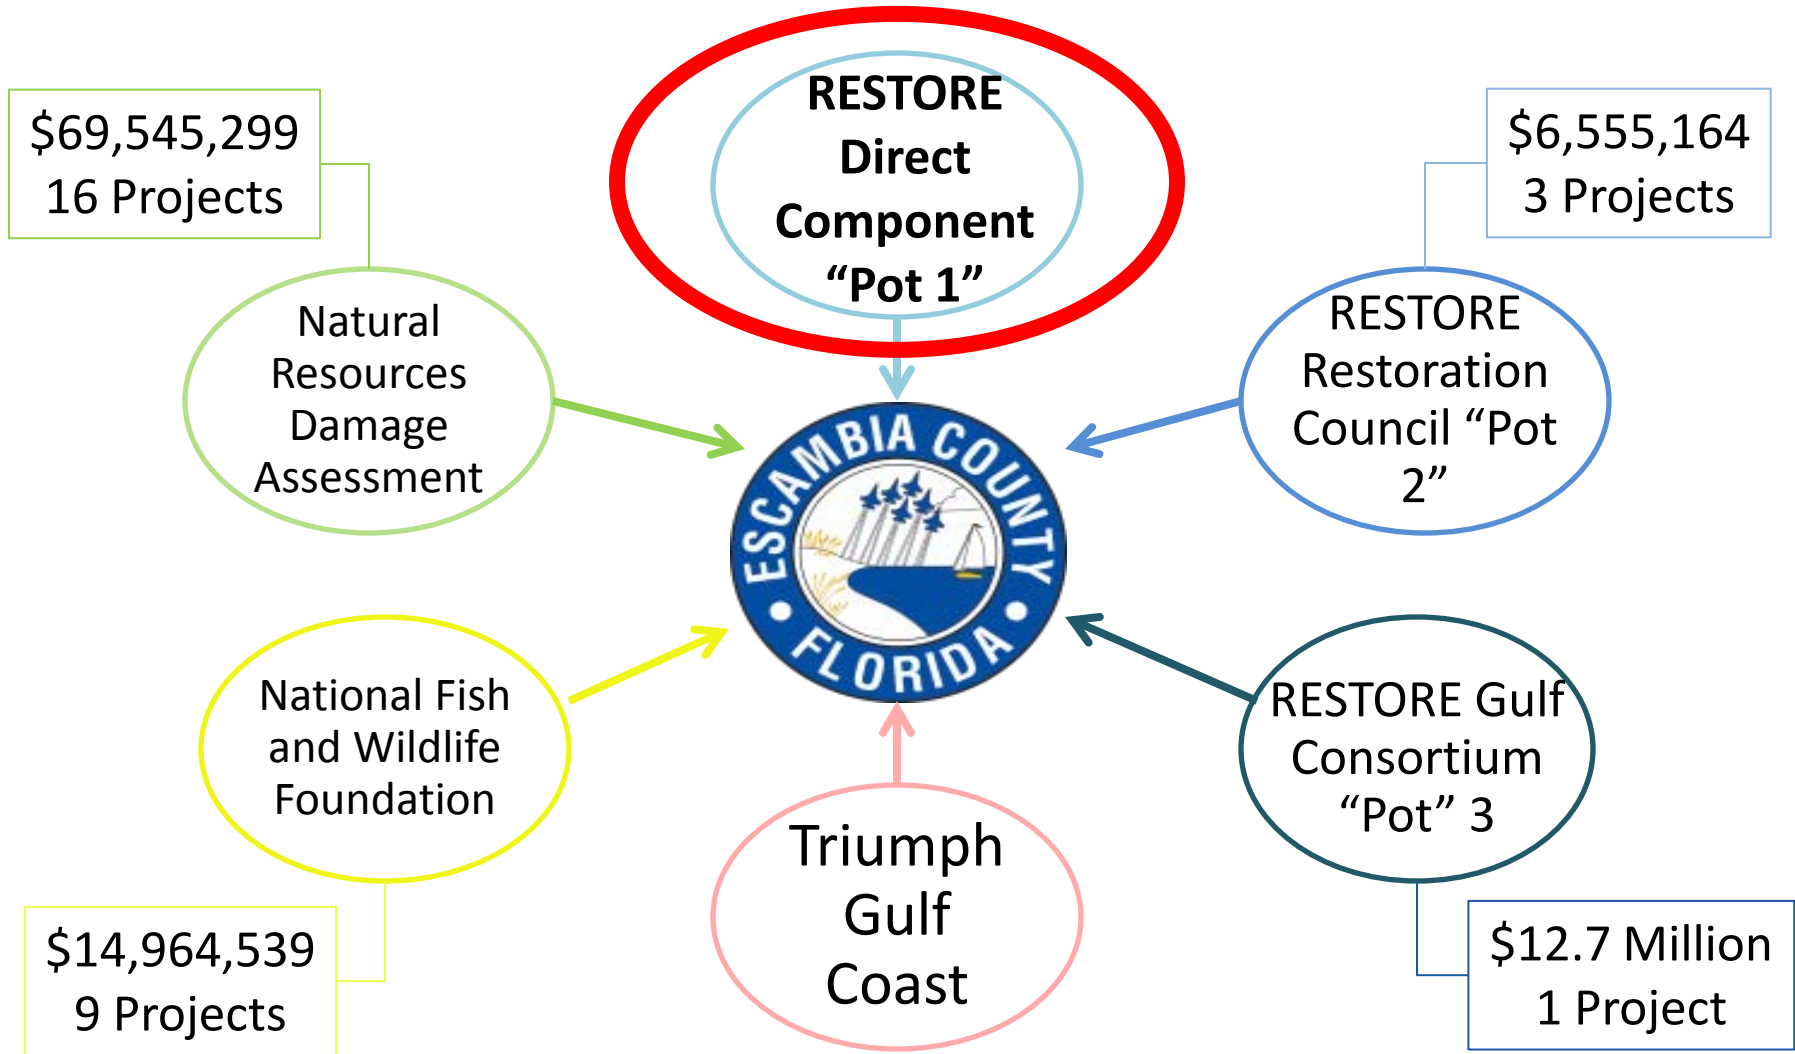 $69,545,299
16 Projects
RESTORE
Direct
Component
“Pot 1”
$6,555,164
3 Projects
Natural
Resources
Damage
Assessment
RESTORE
Restoration
Council “Pot
2”
ESCAMBIA COUNTY
FLORIDA
National Fish
and Wildlife
Foundation
RESTORE Gulf
Consortium
“Pot” 3
Triumph
Gulf
Coast
$14,964,539
9 Projects
$12.7 Million
1 Project